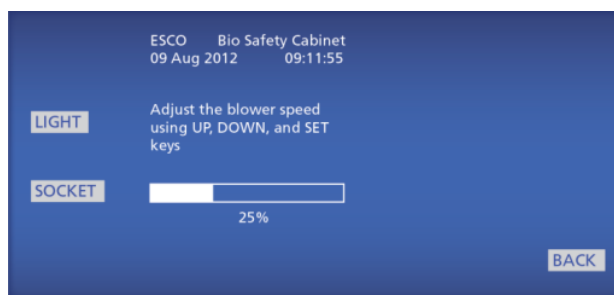 ESCO Bio Safety Cabinet
09 Aug 2012 09:11:55
LIGHT
Adjust the blower speed
using UP, DOWN, and SET
keys
SOCKET
25%
BACK